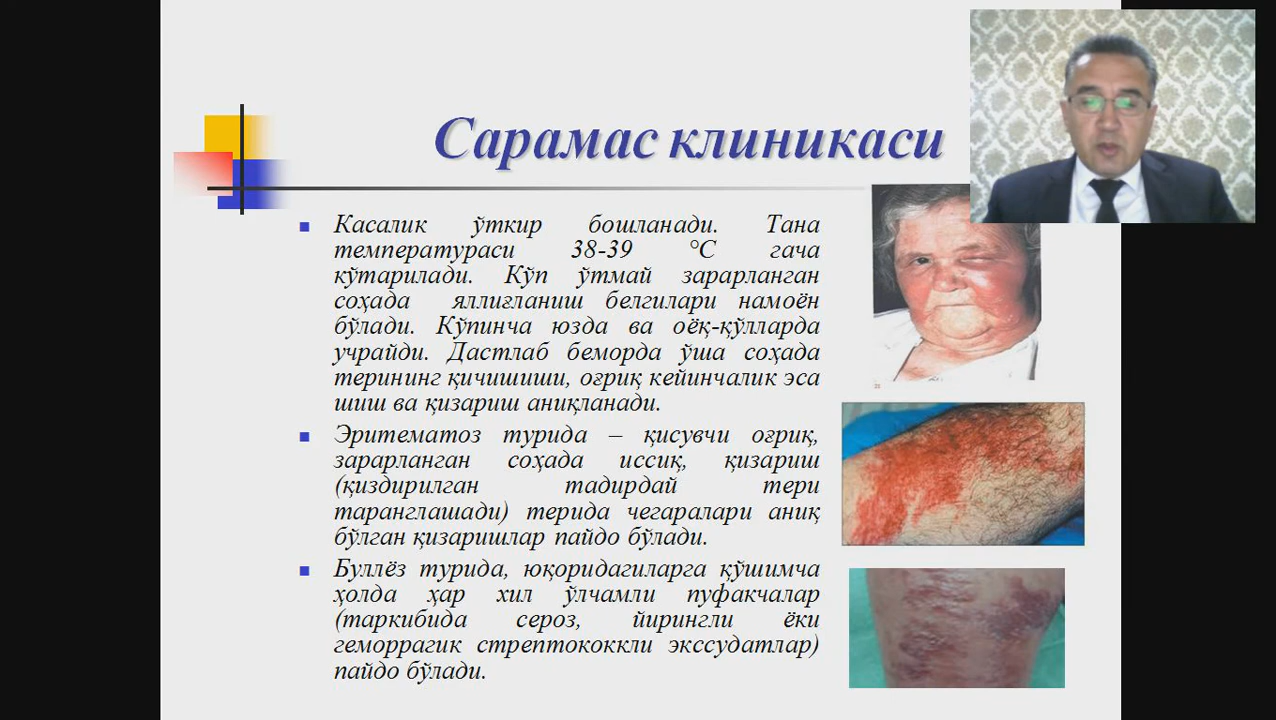 Сарамас клиникаси
Касалик ўткир бошланади. Тана
температураси 38-39 °С гача
кўтарилади. Кўп ўтмай зарарланган
соҳада яллиғланиш белгилари намоён
бўлади. Кўпинча юзда ва оёқ-қўлларда
учрайди. Дастлаб беморда ўша соҳада
терининг қичишиши, оғриқ кейинчалик эса
шиш ва қизариш аниқланади.
Эритематоз турида – қисувчи оғриқ,
зарарланган соҳада иссиқ, қизариш
(қиздирилган тадирдай тери
таранглашади) терида чегаралари аниқ
бўлган қизаришлар пайдо бўлади.
Буллёз турида, юқоридагиларга қўшимча
ҳолда ҳар хил ўлчамли пуфакчалар
(таркибида сероз, йирингли ёки
геморрагик стрептококкли экссудатлар)
пайдо бўлади.